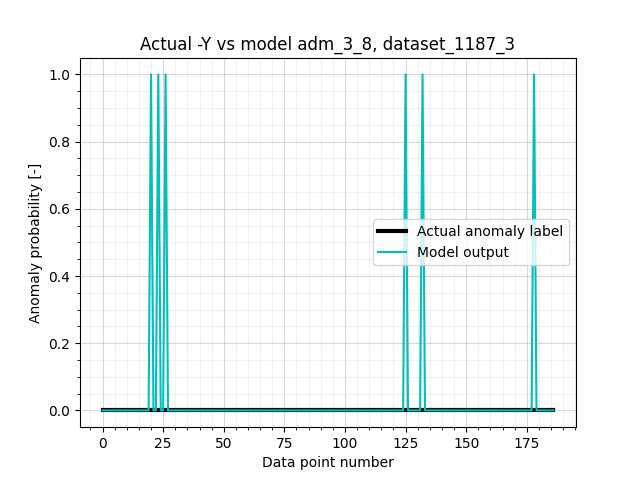 Actual -Y vs model adm_3_8, dataset_1187_3
1.0
0.8
0.6
0.4
0.2
0.0
Anomaly probability [-]
Actual anomaly label
Model output
0 25 50 75 100 125 150 175
Data point number